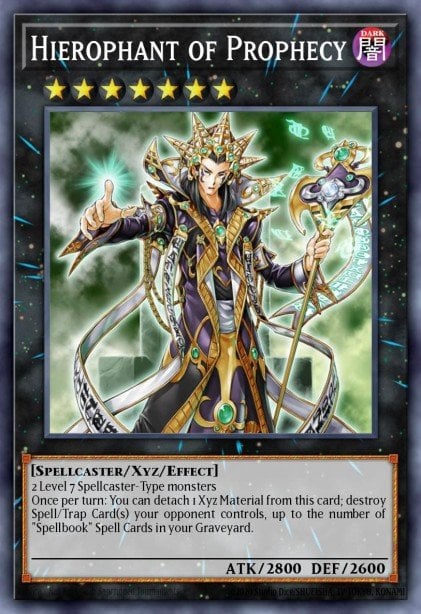 HIEROPHANT OF PROPHECY
DARK
闇
[SPELLCASTER/XYZ/EFFECT]
2 Level 7 Spellcaster-Type monsters
Once per turn: You can detach 1 Xyz Material from this card; destroy
Spell/Trap Card(s) your opponent controls, up to the number of
"Spellbook" Spell Cards in your Graveyard.
ATK/2800 DEF/2600